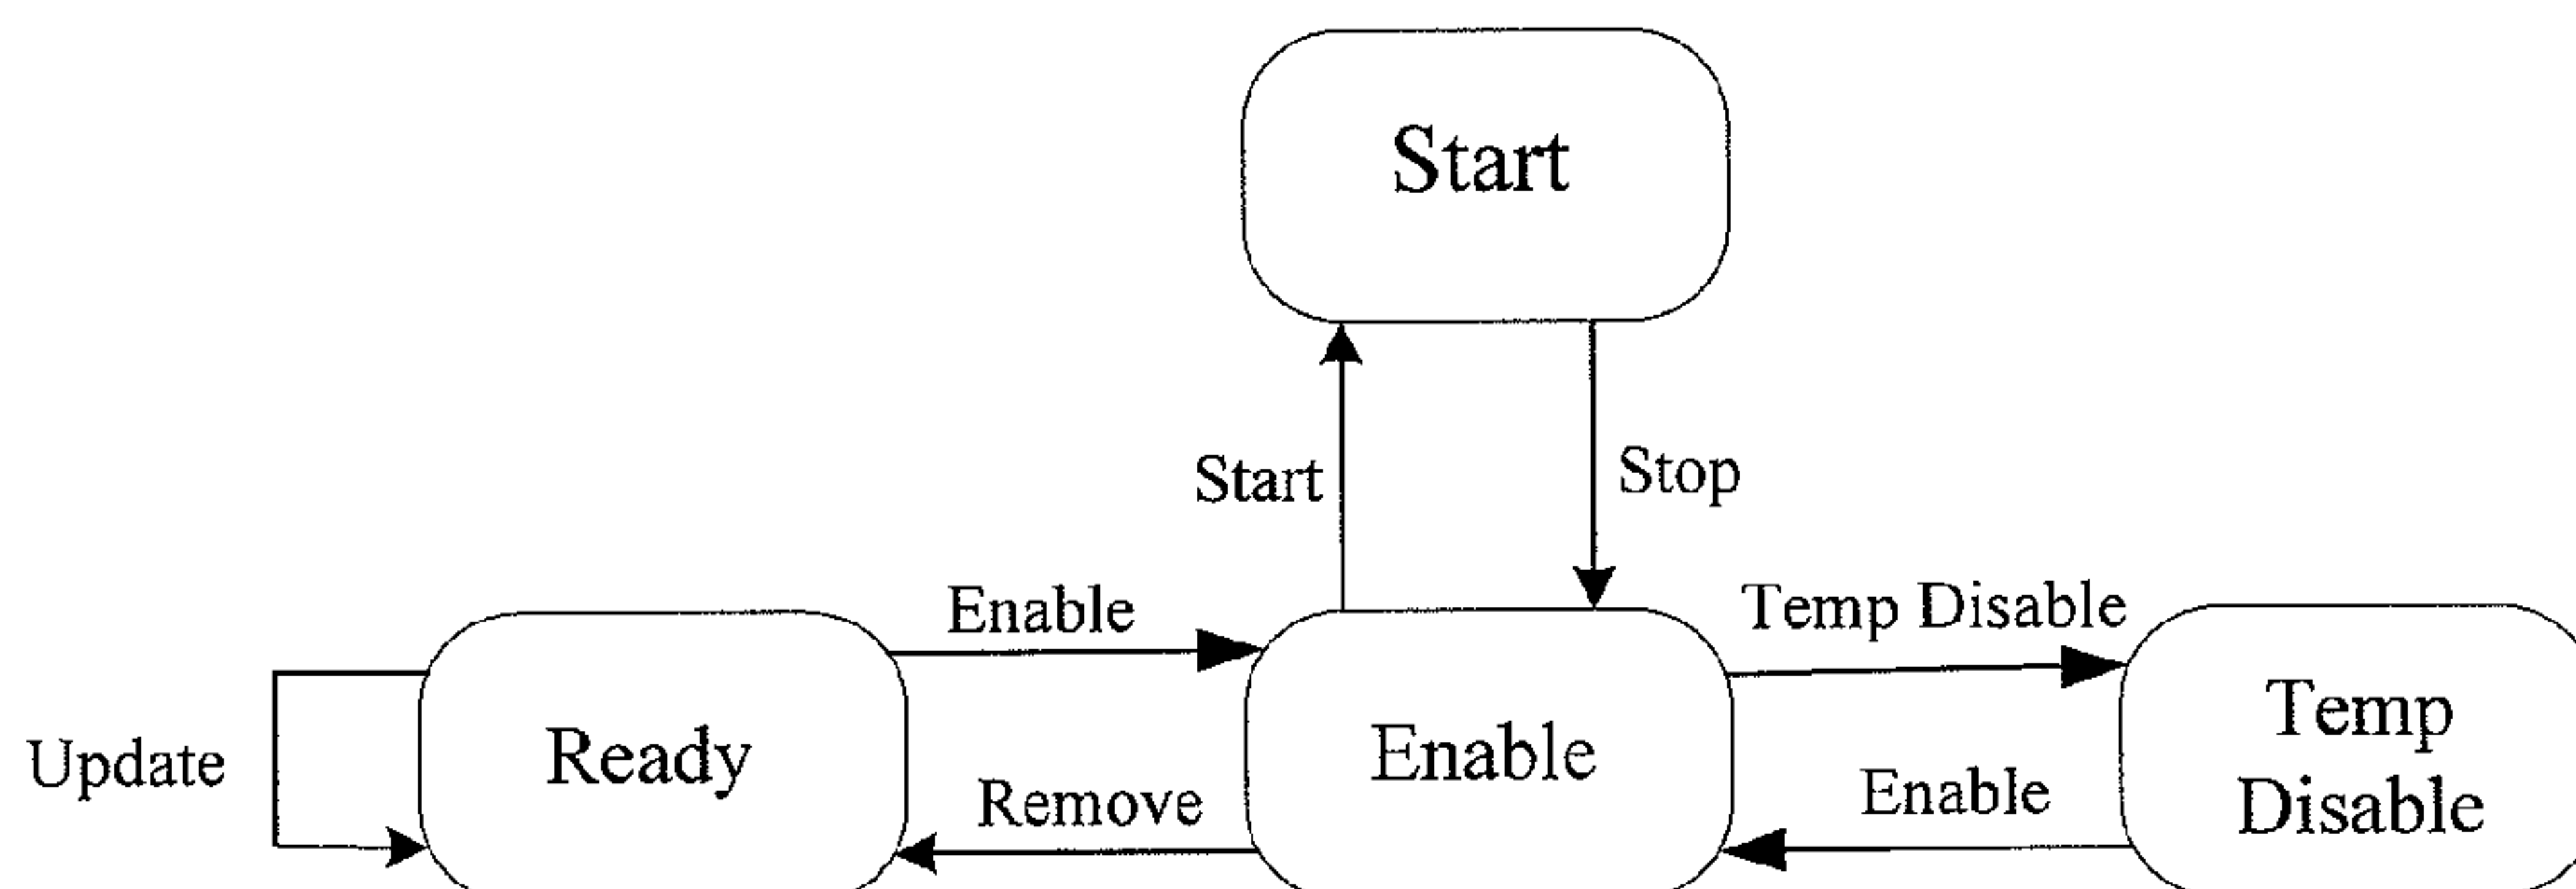 Start
Start
Stop
Enable
Temp Disable
Update
Ready
Remove
Enable
Enable
Temp
Disable